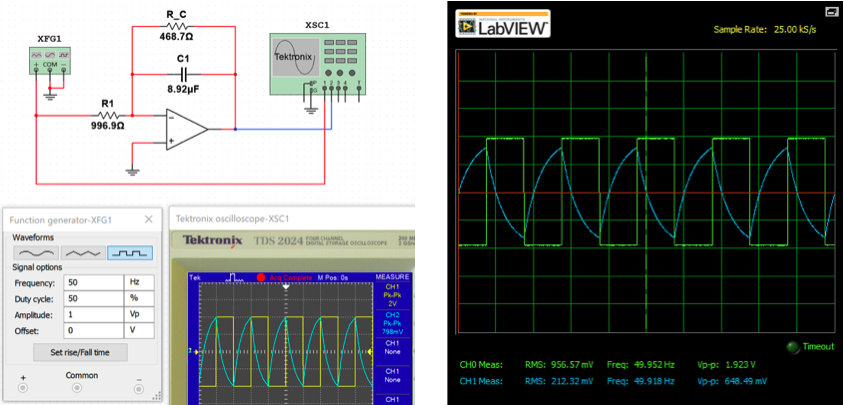 R_C
468.7Ω
XSC1
XFG1
COM
+ −
Tektronix
C1
8.92µF
R1
996.9Ω
1 2 3 4 T
Function generator-XFG1
Waveforms
Signal options
Frequency: 50 Hz
Duty cycle: 50 %
Amplitude: 1 Vp
Offset: 0 V
Set rise/Fall time
+ Common −
Tektronix oscilloscope-XSC1
Tektronix TDS 2024 FOUR CHANNEL
DIGITAL STORAGE OSCILLOSCOPE
Tek Acq Complete M Pos: 0s MEASURE
CH1
Pk-Pk
2V
CH2
Pk-Pk
798mV
CH1
None
CH1
None
CH1
NATIONAL INSTRUMENTS
LabVIEW™
Sample Rate: 25.00 kS/s
Timeout
CH0 Meas: RMS: 956.57 mV Freq: 49.952 Hz Vp-p: 1.923 V
CH1 Meas: RMS: 212.32 mV Freq: 49.918 Hz Vp-p: 648.49 mV